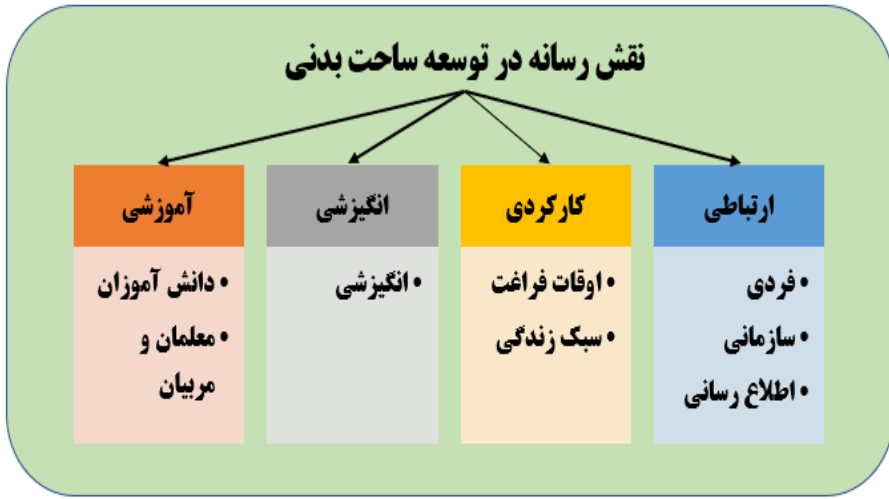 نقش رسانه در توسعه ساحت بدنی
ارتباطی
• فردی
• سازمانی
• اطلاع رسانی
کارکردی
• اوقات فراغت
• سبک زندگی
انگیزشی
• انگیزشی
آموزشی
• دانش آموزان
• معلمان و
مربیان